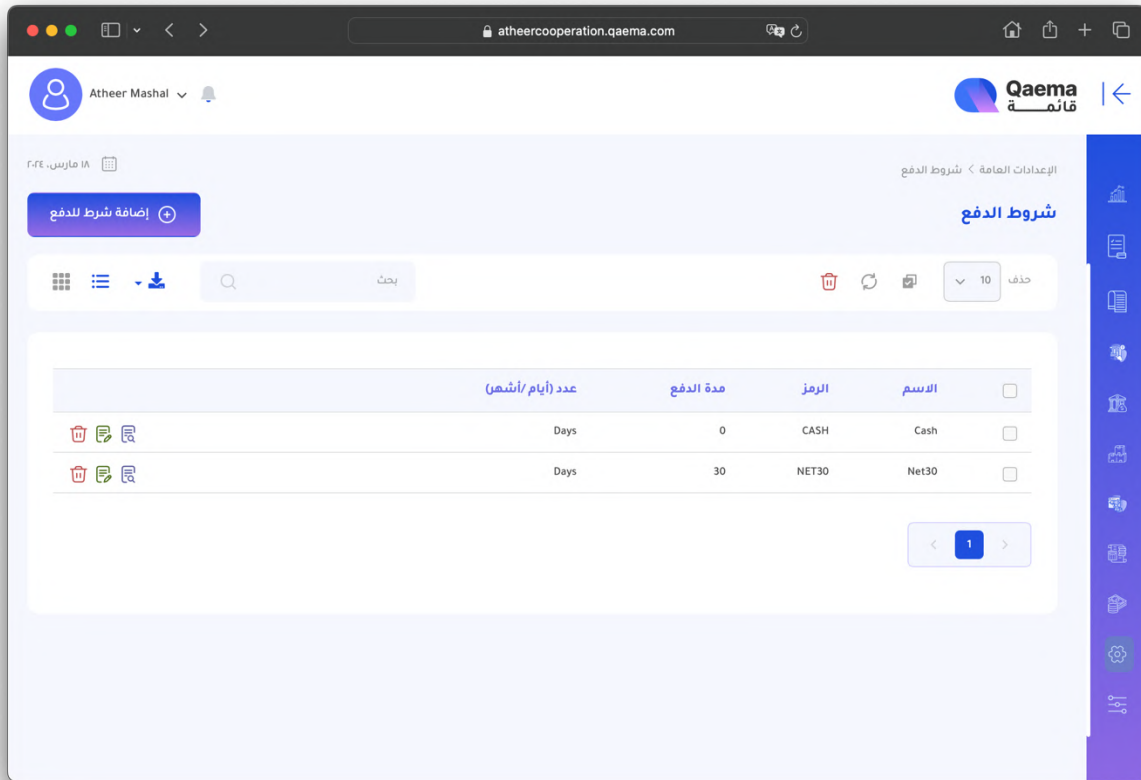 atheercooperation.qaema.com
Atheer Mashal
Qaema
قائمة
الإعدادات العامة > شروط الدفع
١٨ مارس، ٢٠٢٤
شروط الدفع
إضافة شرط للدفع
حذف 10
بحث
الاسم الرمز مدة الدفع عدد (أيام /أشهر)
Cash CASH 0 Days
Net30 NET30 30 Days
1